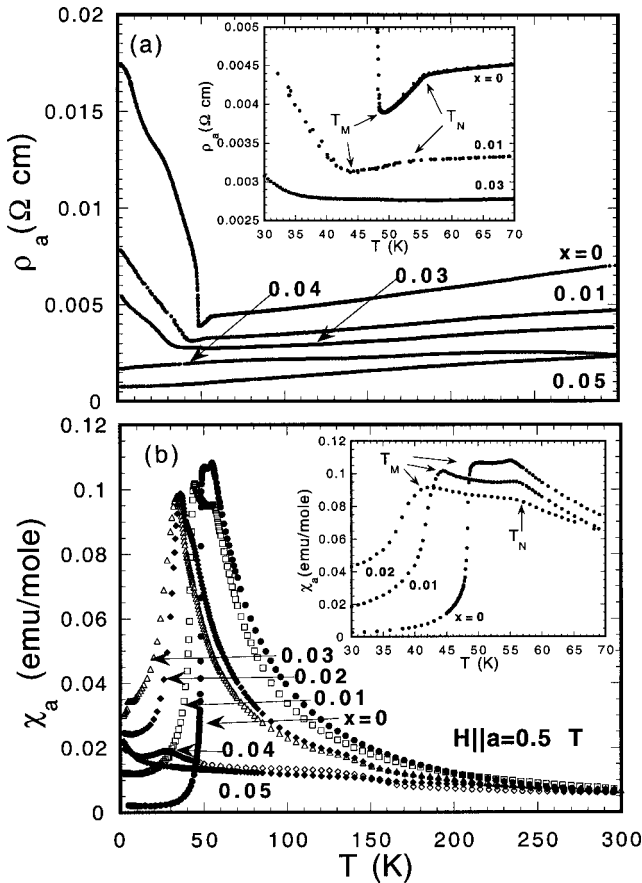 (a)
0.02
0.015
0.01
0.005
0
ρa(Ω cm)
0.005
0.0045
0.004
0.0035
0.003
0.0025
ρa(Ω cm)
30 35 40 45 50 55 60 65 70
T (K)
x=0
TM
TN
0.01
0.03
x=0
0.04
0.03
0.01
0.05
(b)
0.12
0.1
0.08
0.06
0.04
0.02
0
χa (emu/mole)
0.12
0.1
0.08
0.06
0.04
0.02
0
χa(emu/mole)
TM
TN
0.02
0.01
x=0
30 35 40 45 50 55 60 65 70
T (K)
0.03
0.02
0.01
x=0
0.04
0.05
H||a=0.5 T
0 50 100 150 200 250 300
T (K)